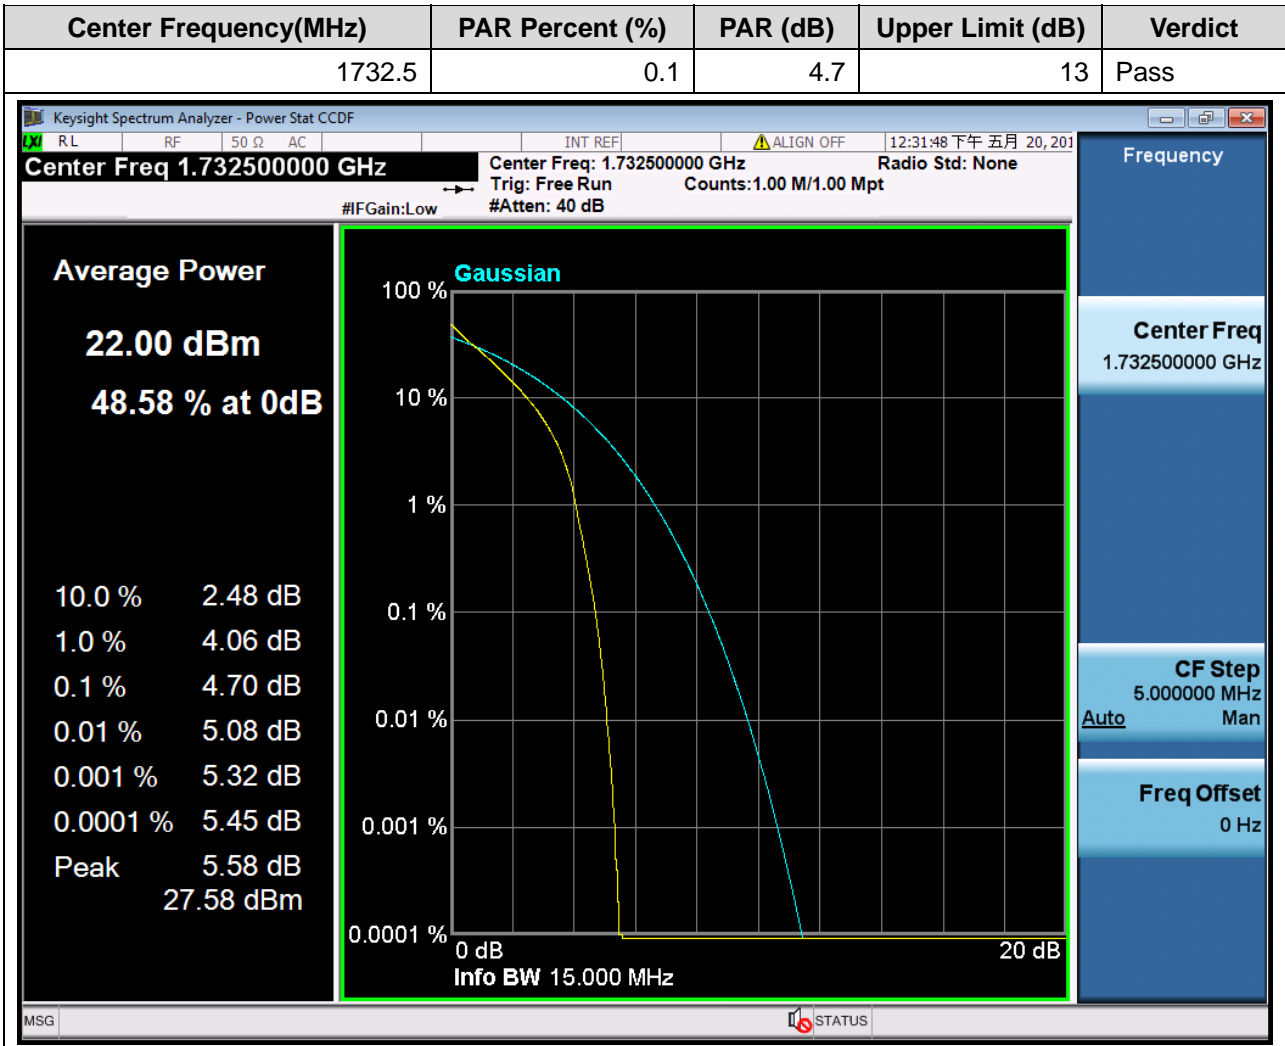 Center Frequency(MHz) PAR Percent (%) PAR (dB) Upper Limit (dB) Verdict
1732.5 0.1 4.7 13 Pass
Keysight Spectrum Analyzer - Power Stat CCDF
LXI RL RF 50 Ω AC INT REF ALIGN OFF 12:31:48 下午 五月 20, 201
Center Freq 1.732500000 GHz
Center Freq: 1.732500000 GHz Radio Std: None
Trig: Free Run Counts:1.00 M/1.00 Mpt
#IFGain:Low #Atten: 40 dB
Average Power
22.00 dBm
48.58 % at 0dB
10.0 % 2.48 dB
1.0 % 4.06 dB
0.1 % 4.70 dB
0.01 % 5.08 dB
0.001 % 5.32 dB
0.0001 % 5.45 dB
Peak 5.58 dB
27.58 dBm
Gaussian
100 %
10 %
1 %
0.1 %
0.01 %
0.001 %
0.0001 %
0 dB 20 dB
Info BW 15.000 MHz
Frequency
Center Freq
1.732500000 GHz
CF Step
5.000000 MHz
Auto Man
Freq Offset
0 Hz
MSG STATUS